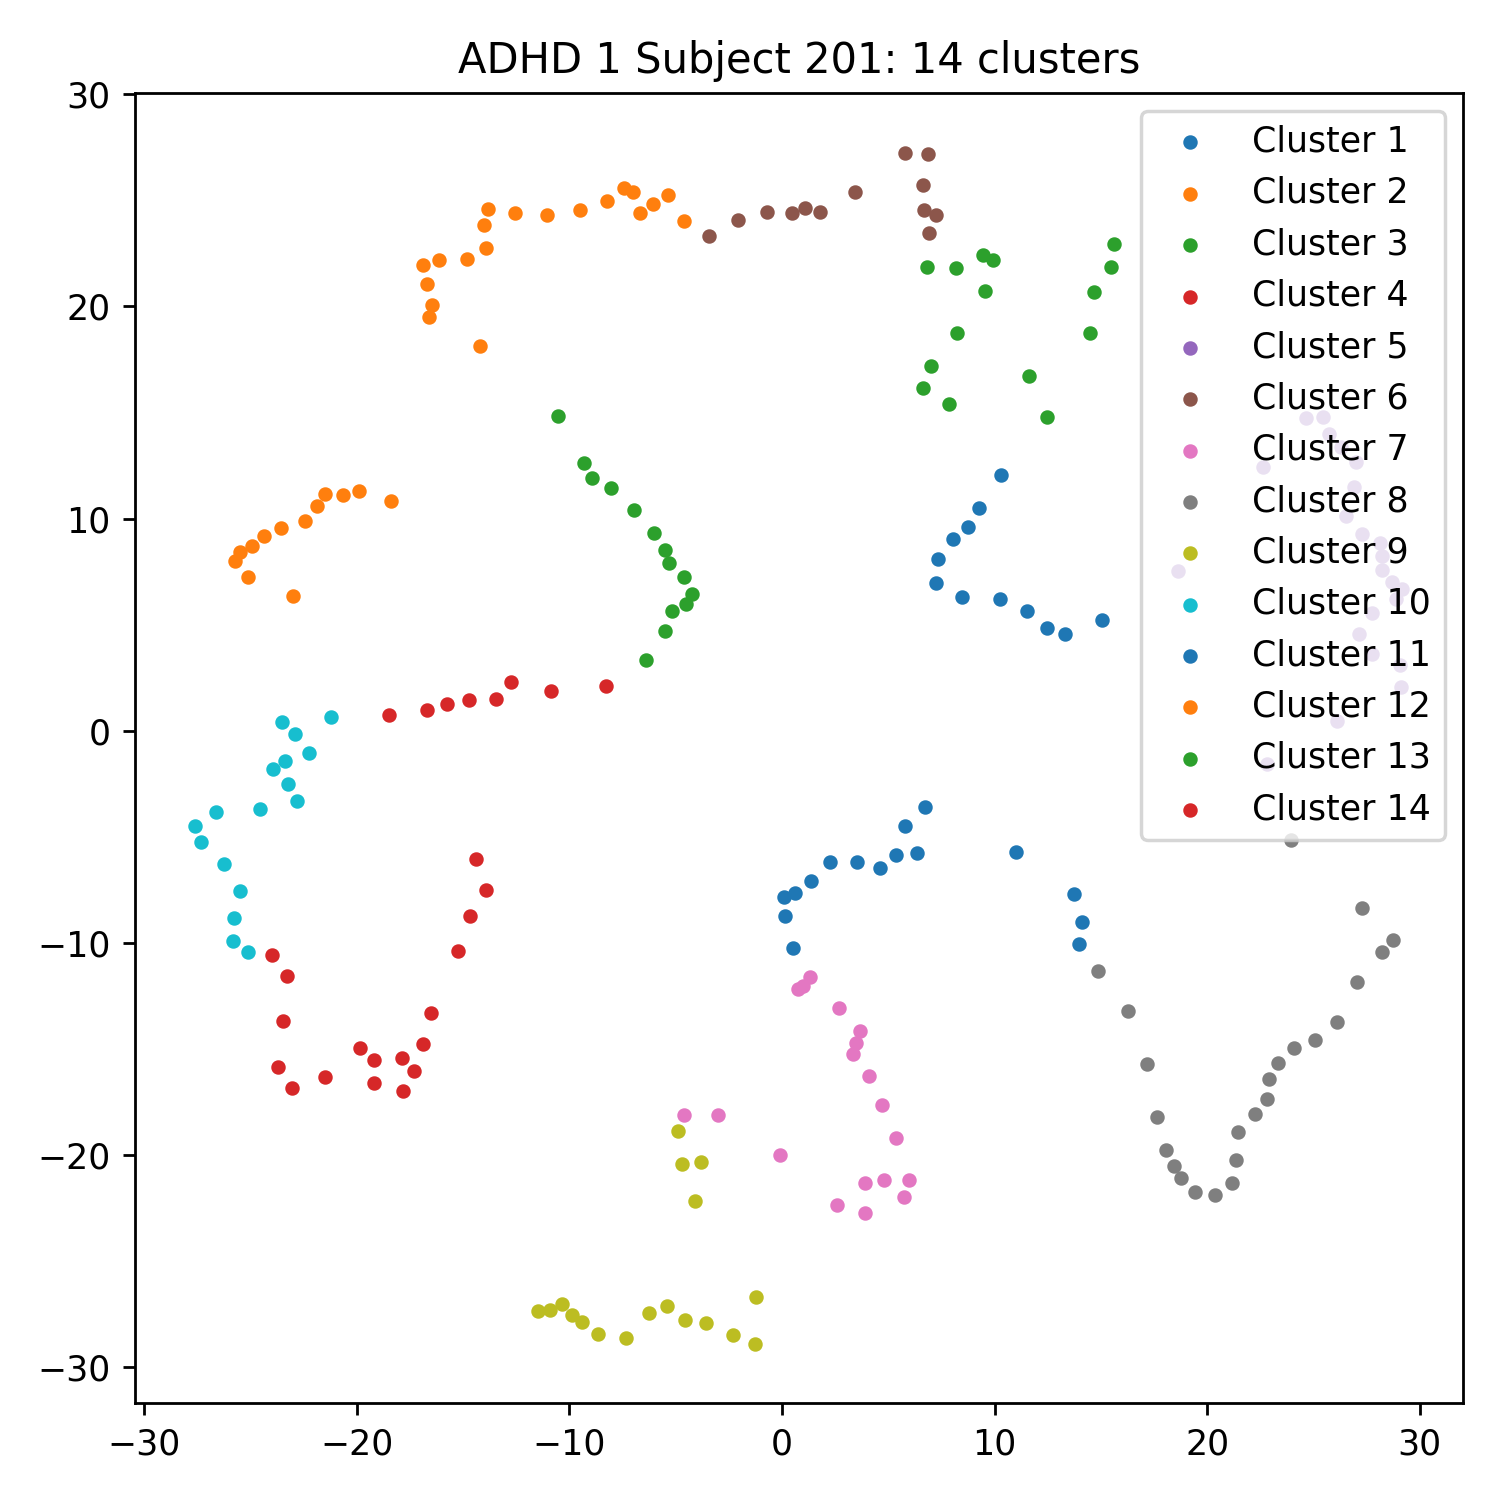 ADHD 1 Subject 201: 14 clusters
30
20
10
0
−10
−20
−30
−30
−20
−10
0
10
20
30
Cluster 1
Cluster 2
Cluster 3
Cluster 4
Cluster 5
Cluster 6
Cluster 7
Cluster 8
Cluster 9
Cluster 10
Cluster 11
Cluster 12
Cluster 13
Cluster 14